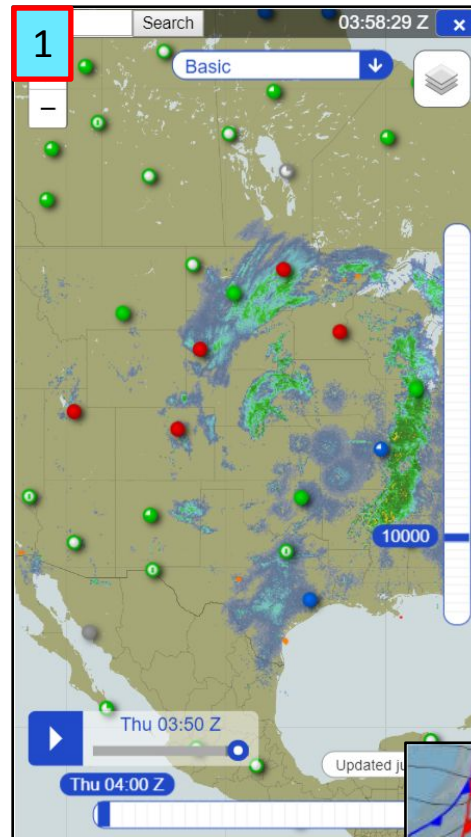 1
Search
03:58:29 Z
×
Basic
−
10000
Thu 03:50 Z
Updated ju
Thu 04:00 Z